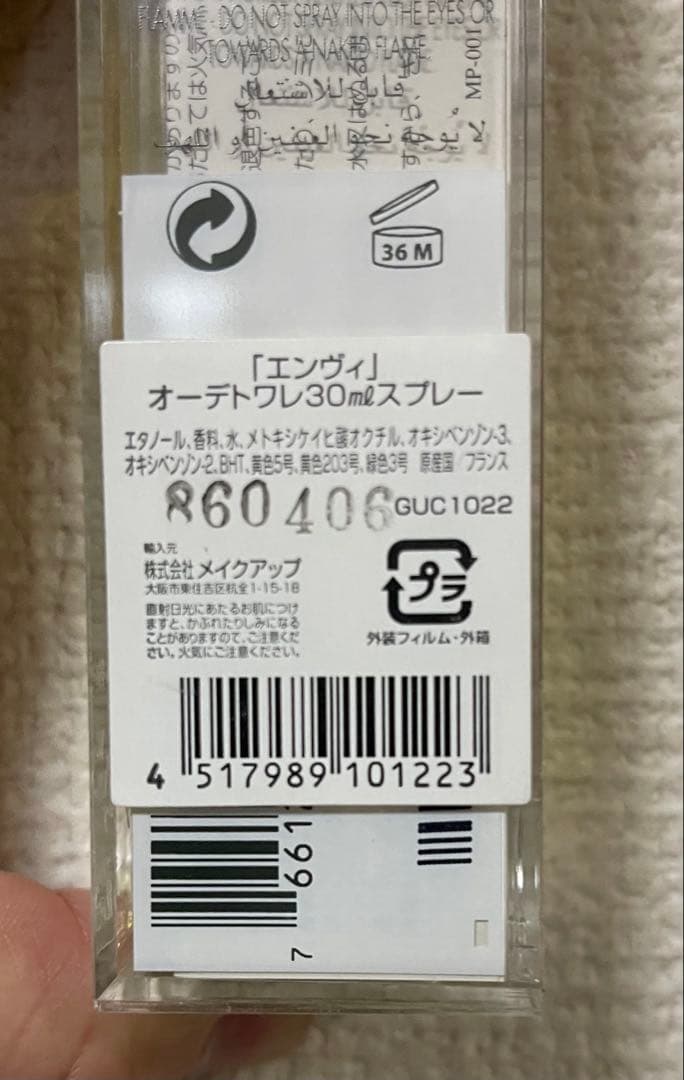 FLAMME. DO NOT SPRAY INTO THE EYES OR
TOWARDS A NAKED FLAME.
MP-001
36 M
「エンヴィ」
オーデトワレ30mlスプレー
エタノール、香料、水、メトキシケイヒ酸オクチル、オキシベンゾン-3、
オキシベンゾン-2、BHT、黄色5号、黄色203号、緑色3号 原産国/フランス
860406 GUC1022
輸入元
株式会社 メイクアップ
大阪市東住吉区杭全1-15-18
直射日光にあたるお肌につけ
ますと、かぶれたりしみになる
ことがありますので、ご注意くだ
さい。火気にご注意ください。
プラ
外装フィルム・外箱
4 517989 101223
7 661